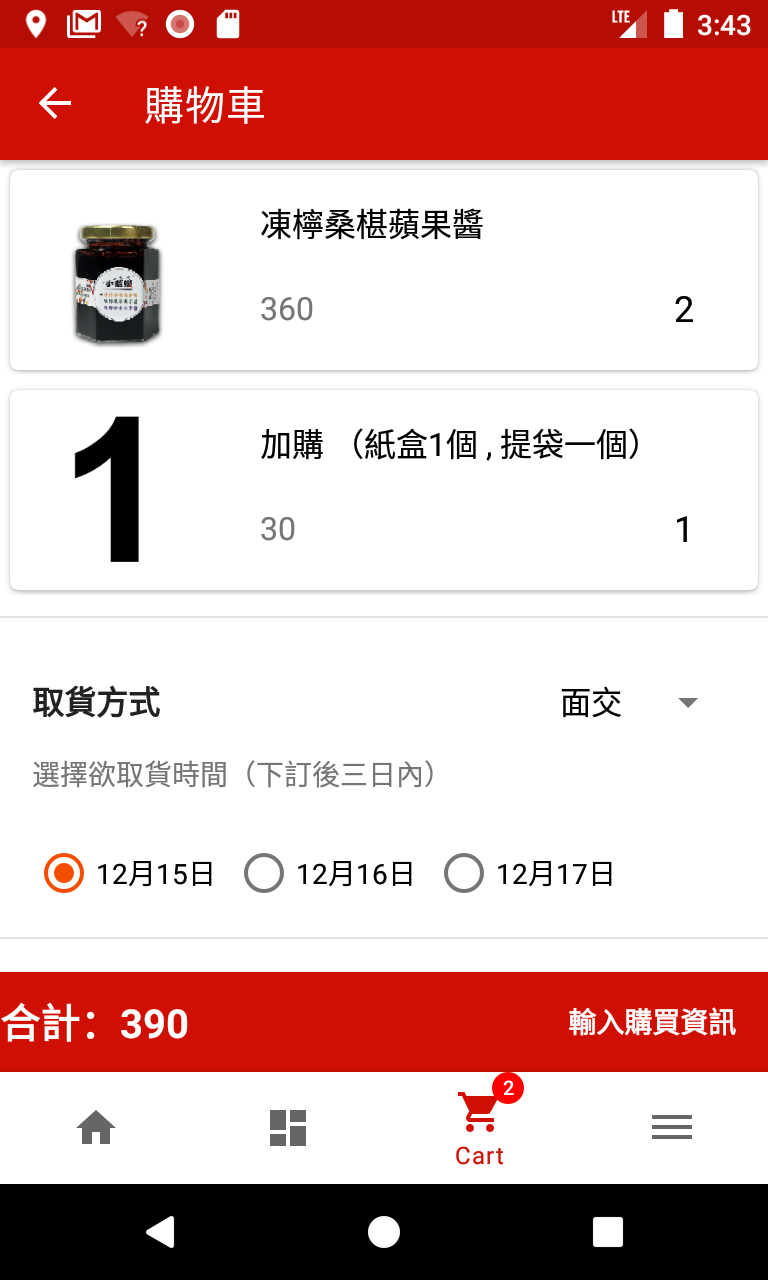 LTE
3:43
購物車
凍檸桑椹蘋果醬
360
2
1
加購 （紙盒1個 , 提袋一個）
30
1
取貨方式
面交
選擇欲取貨時間（下訂後三日內）
12月15日
12月16日
12月17日
合計：390
輸入購買資訊
2
Cart